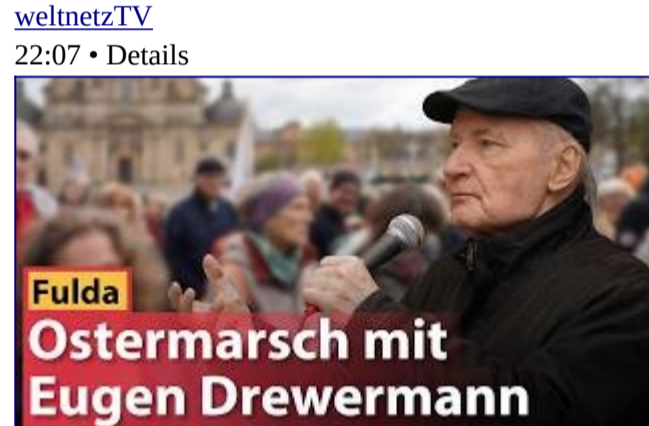 weltnetzTV
22:07 • Details
Fulda
Ostermarsch mit
Eugen Drewermann